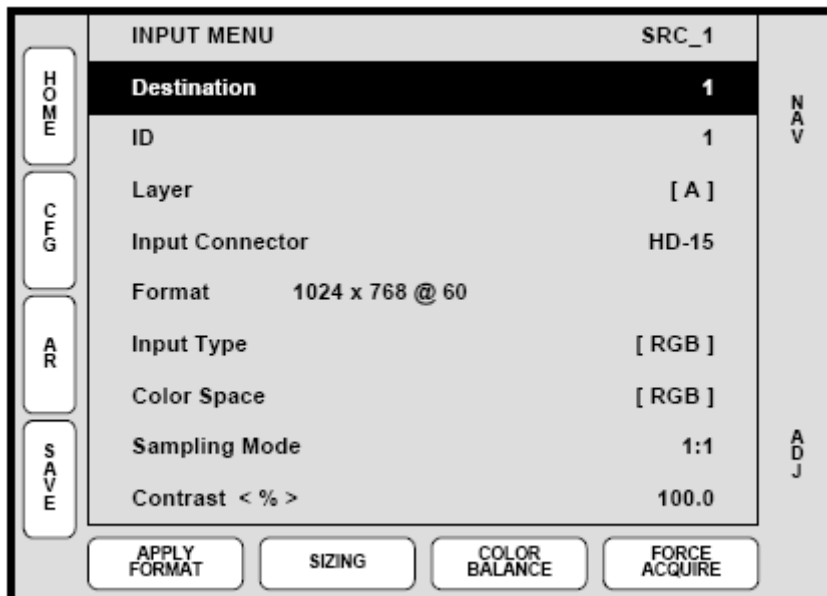 INPUT MENU SRC_1
Destination 1
ID 1
Layer [ A ]
Input Connector HD-15
Format 1024 x 768 @ 60
Input Type [ RGB ]
Color Space [ RGB ]
Sampling Mode 1:1
Contrast < % > 100.0
HOME
CFG
AR
SAVE
NAV
ADJ
APPLY
FORMAT
SIZING
COLOR
BALANCE
FORCE
ACQUIRE